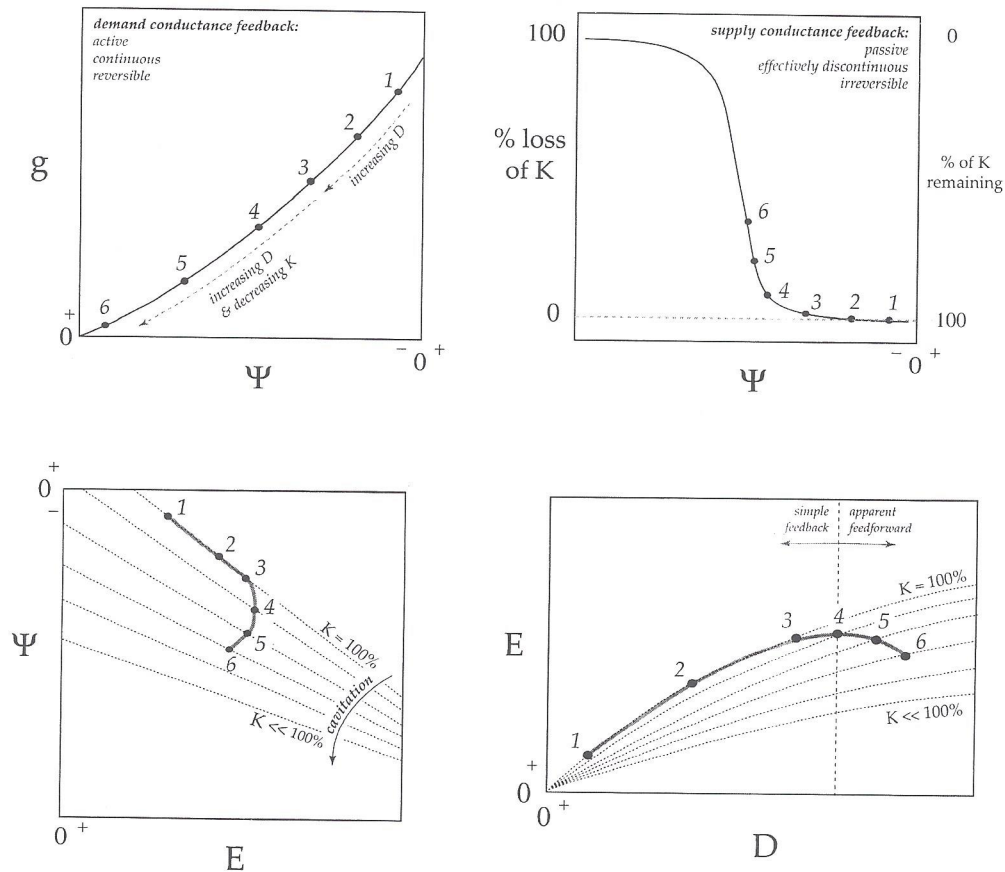 demand conductance feedback:
active
continuous
reversible
g
1
2
3
4
5
6
increasing D
increasing D
& decreasing K
+
0
− 0 +
Ψ
100
supply conductance feedback:
passive
effectively discontinuous
irreversible
0
% loss
of K
% of K
remaining
6
5
4
3
2
1
0
100
− 0 +
Ψ
+
0
−
1
2
3
4
5
6
Ψ
K = 100%
cavitation
K << 100%
0 +
E
simple
feedback
apparent
feedforward
K = 100%
E
1
2
3
4
5
6
K << 100%
+
0
0 +
D